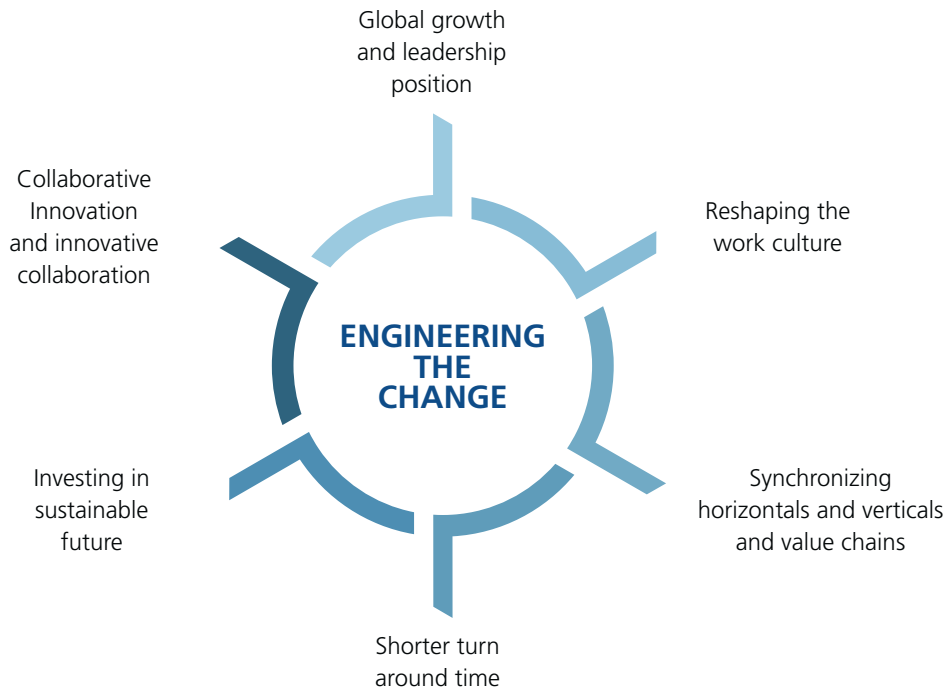 Global growth
and leadership
position
Collaborative
Innovation
and innovative
collaboration
Reshaping the
work culture
ENGINEERING
THE
CHANGE
Investing in
sustainable
future
Synchronizing
horizontals and verticals
and value chains
Shorter turn
around time